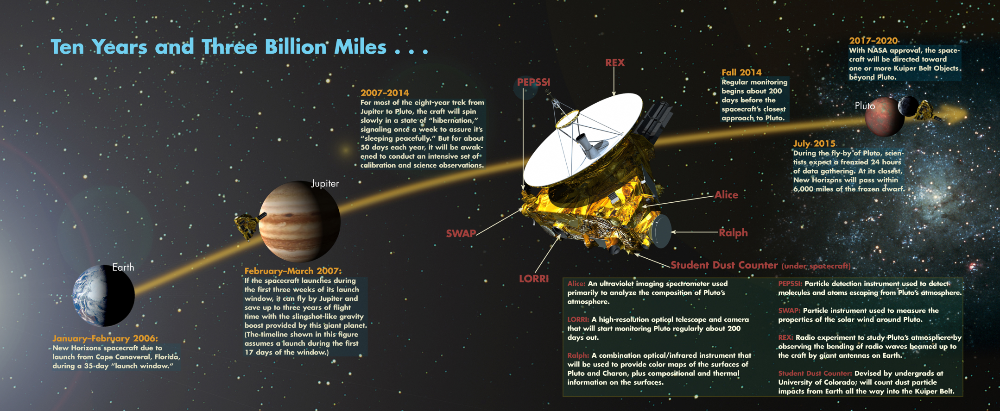 Ten Years and Three Billion Miles . . .
Earth
January–February 2006:
New Horizons spacecraft due to
launch from Cape Canaveral, Florida,
during a 35-day “launch window.“
Jupiter
February–March 2007:
If the spacecraft launches during
the first three weeks of its launch
window, it can fly by Jupiter and
save up to three years of flight
time with the slingshot-like gravity
boost provided by this giant planet.
(The timeline shown in this figure
assumes a launch during the first
17 days of the window.)
2007–2014
For most of the eight-year trek from
Jupiter to Pluto, the craft will spin
slowly in a state of “hibernation,”
signaling once a week to assure it’s
“sleeping peacefully.” But for about
50 days each year, it will be awak-
ened to conduct an intensive set of
calibration and science observations.
PEPSSI
REX
SWAP
LORRI
Alice
Ralph
Student Dust Counter (under spacecraft)
Fall 2014
Regular monitoring
begins about 200
days before the
spacecraft’s closest
approach to Pluto.
Pluto
July 2015
During the fly-by of Pluto, scien-
tists expect a frenzied 24 hours
of data gathering. At its closest,
New Horizons will pass within
6,000 miles of the frozen dwarf.
2017–2020
With NASA approval, the space-
craft will be directed toward
one or more Kuiper Belt Objects
beyond Pluto.
Alice: An ultraviolet imaging spectrometer used
primarily to analyze the composition of Pluto’s
atmosphere.
LORRI: A high-resolution optical telescope and camera
that will start monitoring Pluto regularly about 200
days out.
Ralph: A combination optical/infrared instrument that
will be used to provide color maps of the surfaces of
Pluto and Charon, plus compositional and thermal
information on the surfaces.
PEPSSI: Particle detection instrument used to detect
molecules and atoms escaping from Pluto’s atmosphere.
SWAP: Particle instrument used to measure the
properties of the solar wind around Pluto.
REX: Radio experiment to study Pluto’s atmosphere by
observing the bending of radio waves beamed up to
the craft by giant antennas on Earth.
Student Dust Counter: Devised by undergrads at
University of Colorado; will count dust particle
impacts from Earth all the way into the Kuiper Belt.